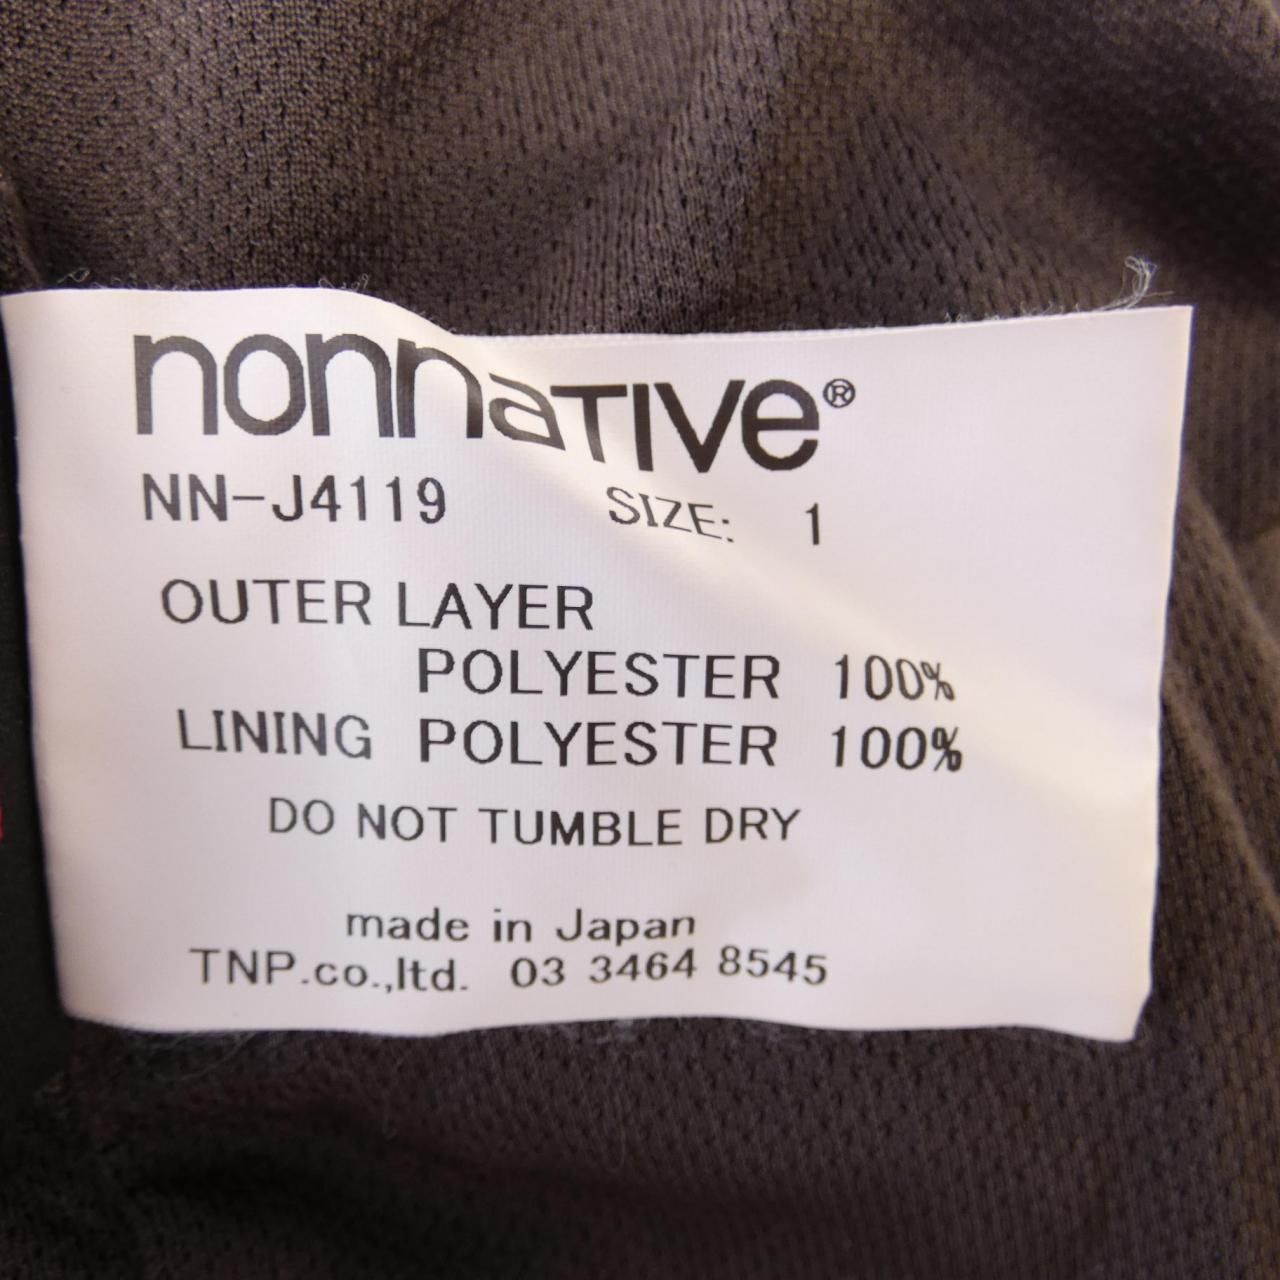 nonnaTIVe®
NN-J4119 SIZE: 1
OUTER LAYER
POLYESTER 100%
LINING POLYESTER 100%
DO NOT TUMBLE DRY
made in Japan
TNP.co.,ltd. 03 3464 8545